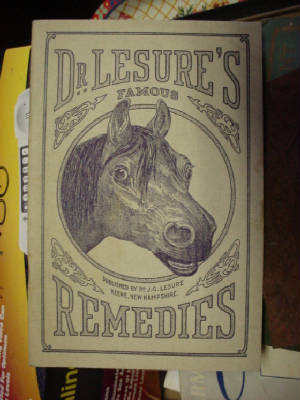 DR LESURE'S
FAMOUS
PUBLISHED BY DR. J.G. LESURE
KEENE, NEW HAMPSHIRE.
REMEDIES